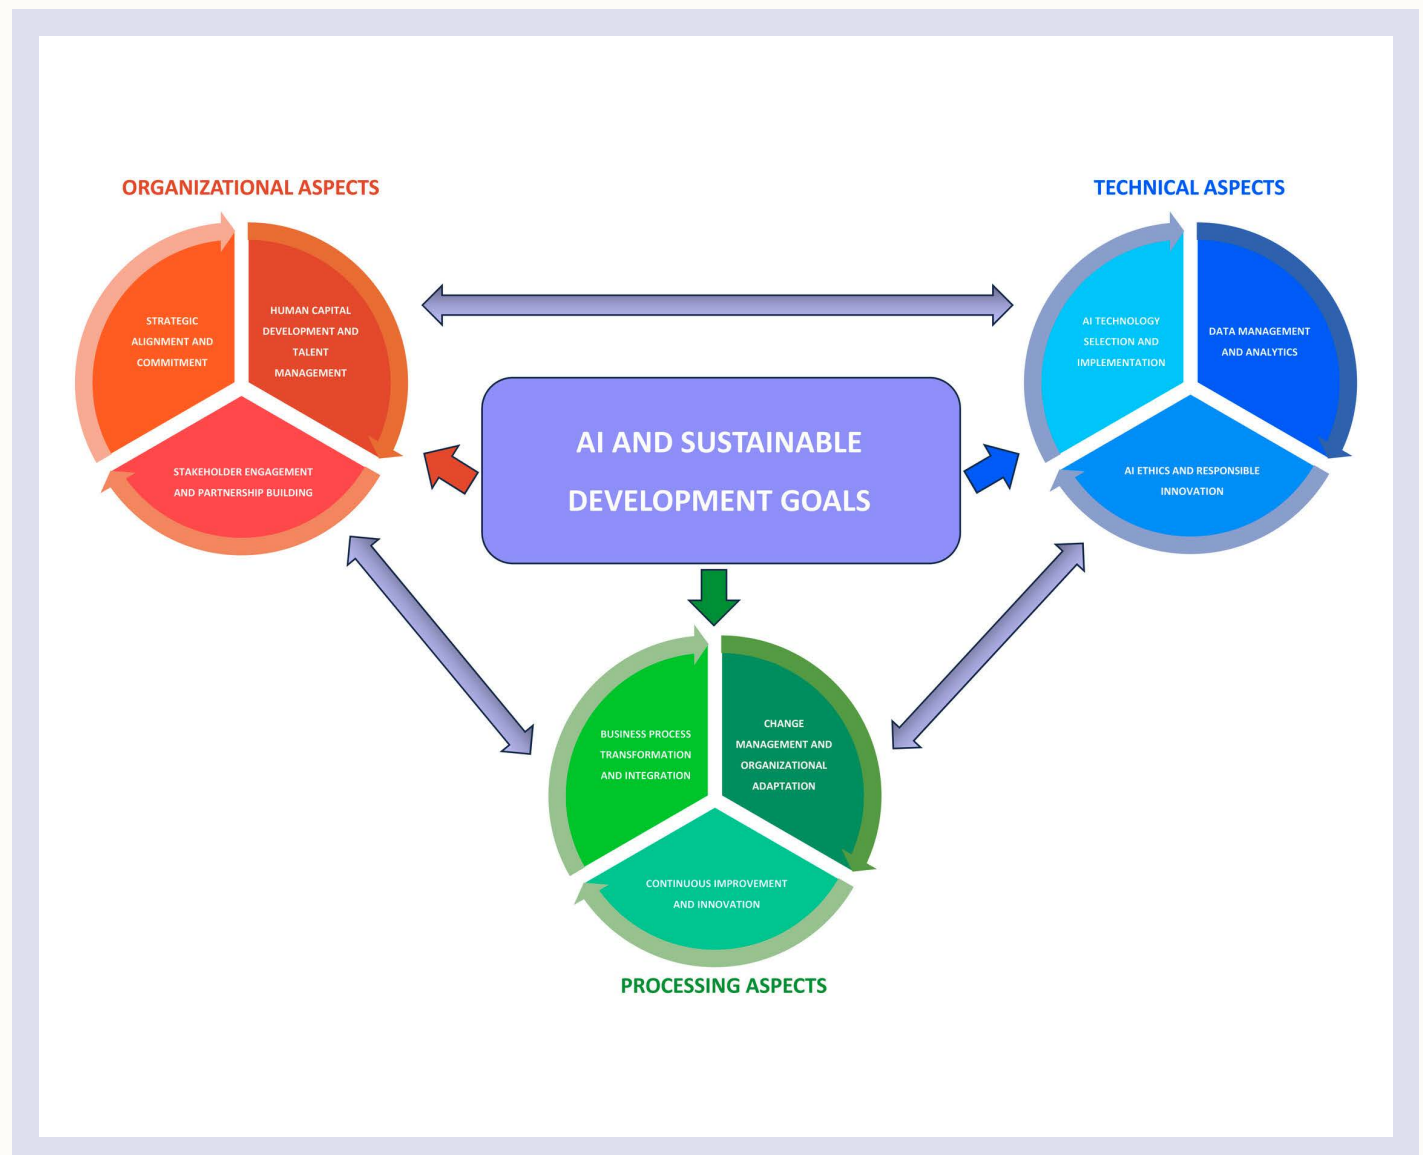 ORGANIZATIONAL ASPECTS
STRATEGIC
ALIGNMENT AND
COMMITMENT
HUMAN CAPITAL
DEVELOPMENT AND
TALENT
MANAGEMENT
STAKEHOLDER ENGAGEMENT
AND PARTNERSHIP BUILDING
TECHNICAL ASPECTS
AI TECHNOLOGY
SELECTION AND
IMPLEMENTATION
DATA MANAGEMENT
AND ANALYTICS
AI ETHICS AND RESPONSIBLE
INNOVATION
AI AND SUSTAINABLE
DEVELOPMENT GOALS
BUSINESS PROCESS
TRANSFORMATION
AND INTEGRATION
CHANGE
MANAGEMENT AND
ORGANIZATIONAL
ADAPTATION
CONTINUOUS IMPROVEMENT
AND INNOVATION
PROCESSING ASPECTS